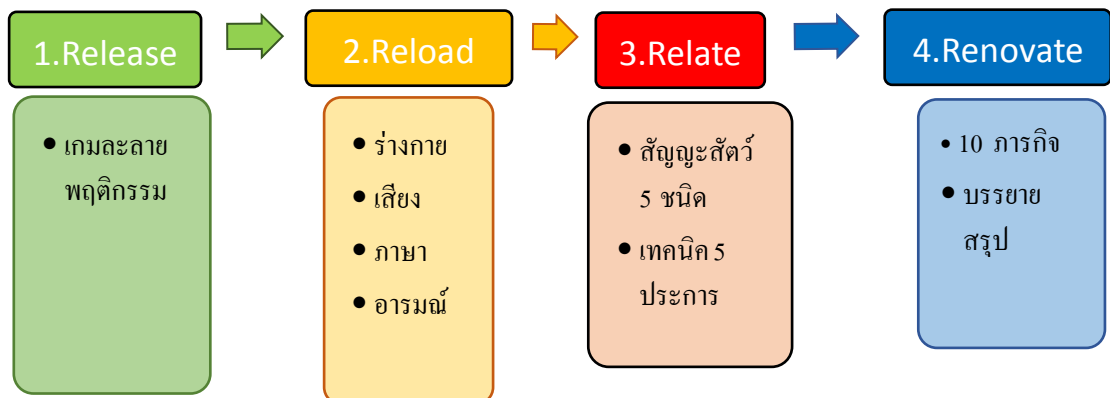 1.Release
• เกมละลาย
พฤติกรรม
2.Reload
• ร่างกาย
• เสียง
• ภาษา
• อารมณ์
3.Relate
• สัญญะสัตว์
5 ชนิด
• เทคนิค 5
ประการ
4.Renovate
• 10 ภารกิจ
• บรรยาย
สรุป